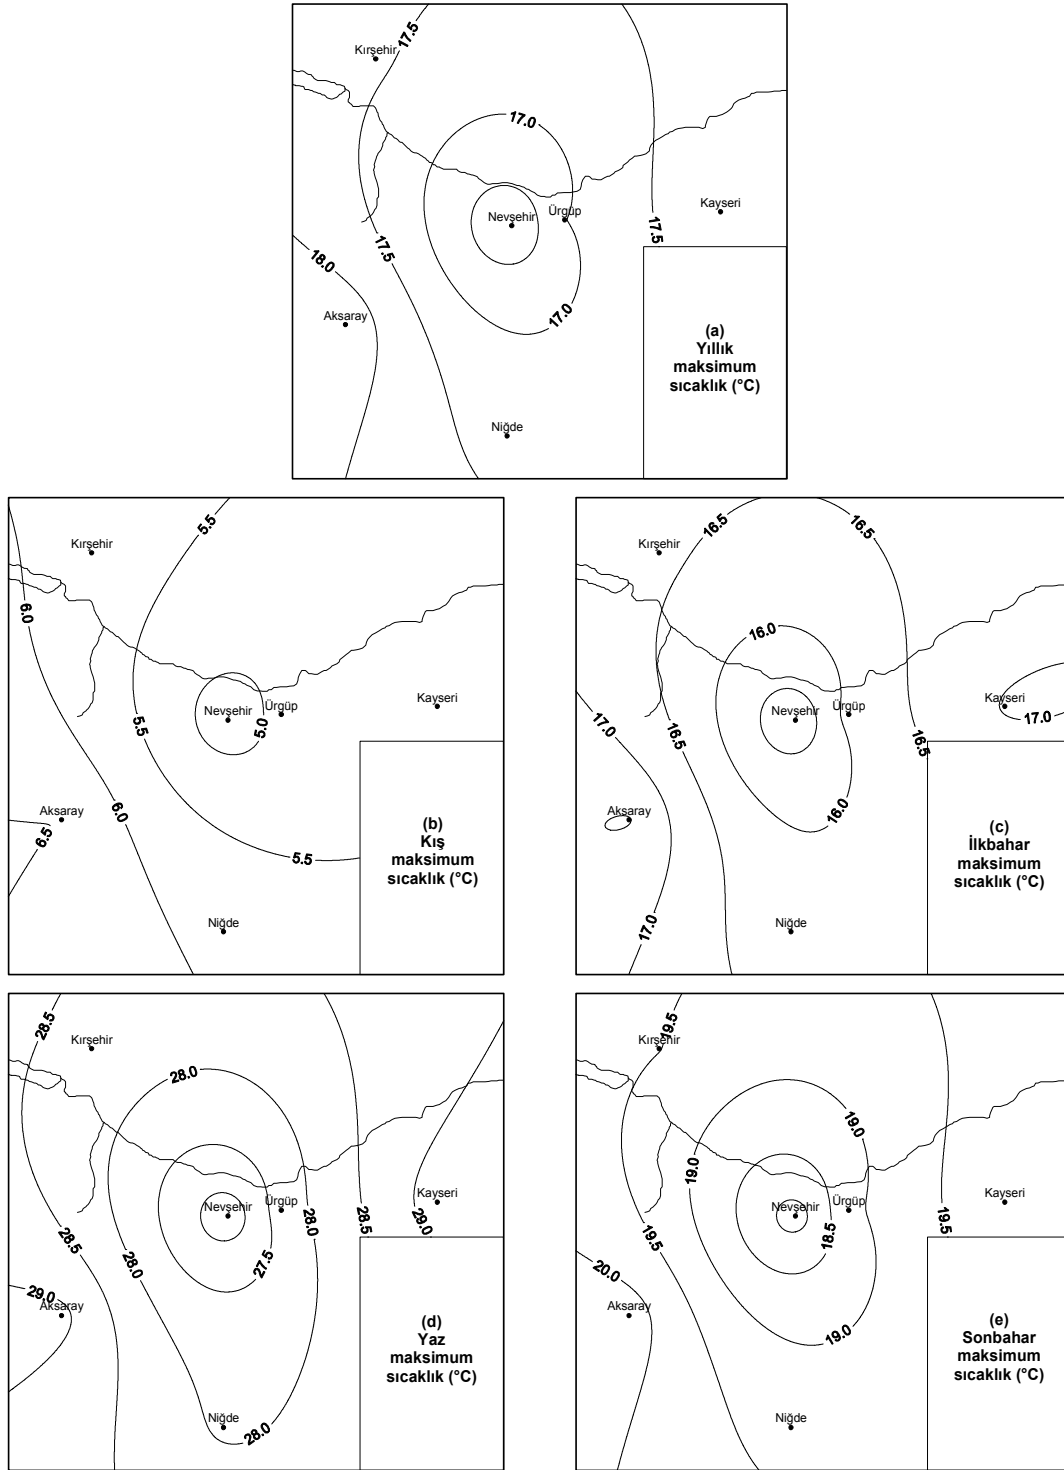 17.5
Kırşehir
17.0
Kayseri
Ürgüp
Nevşehir
17.5
17.5
18.0
17.0
Aksaray
(a)
Yıllık
maksimum
sıcaklık (°C)
Niğde
5.5
Kırşehir
6.0
Kayseri
Ürgüp
Nevşehir
5.0
5.5
6.0
Aksaray
6.5
5.5
(b)
Kış
maksimum
sıcaklık (°C)
Niğde
16.5
16.5
Kırşehir
16.0
Kayseri
17.0
Ürgüp
Nevşehir
17.0
16.5
16.5
Aksaray
16.0
(c)
İlkbahar
maksimum
sıcaklık (°C)
Niğde
17.0
28.5
Kırşehir
28.0
Kayseri
Ürgüp
Nevşehir
28.0
28.5
29.0
28.5
28.0
27.5
29.0
Aksaray
(d)
Yaz
maksimum
sıcaklık (°C)
Niğde
28.0
19.5
Kırşehir
19.0
19.0
Kayseri
Ürgüp
Nevşehir
19.5
19.5
18.5
20.0
Aksaray
19.0
(e)
Sonbahar
maksimum
sıcaklık (°C)
Niğde